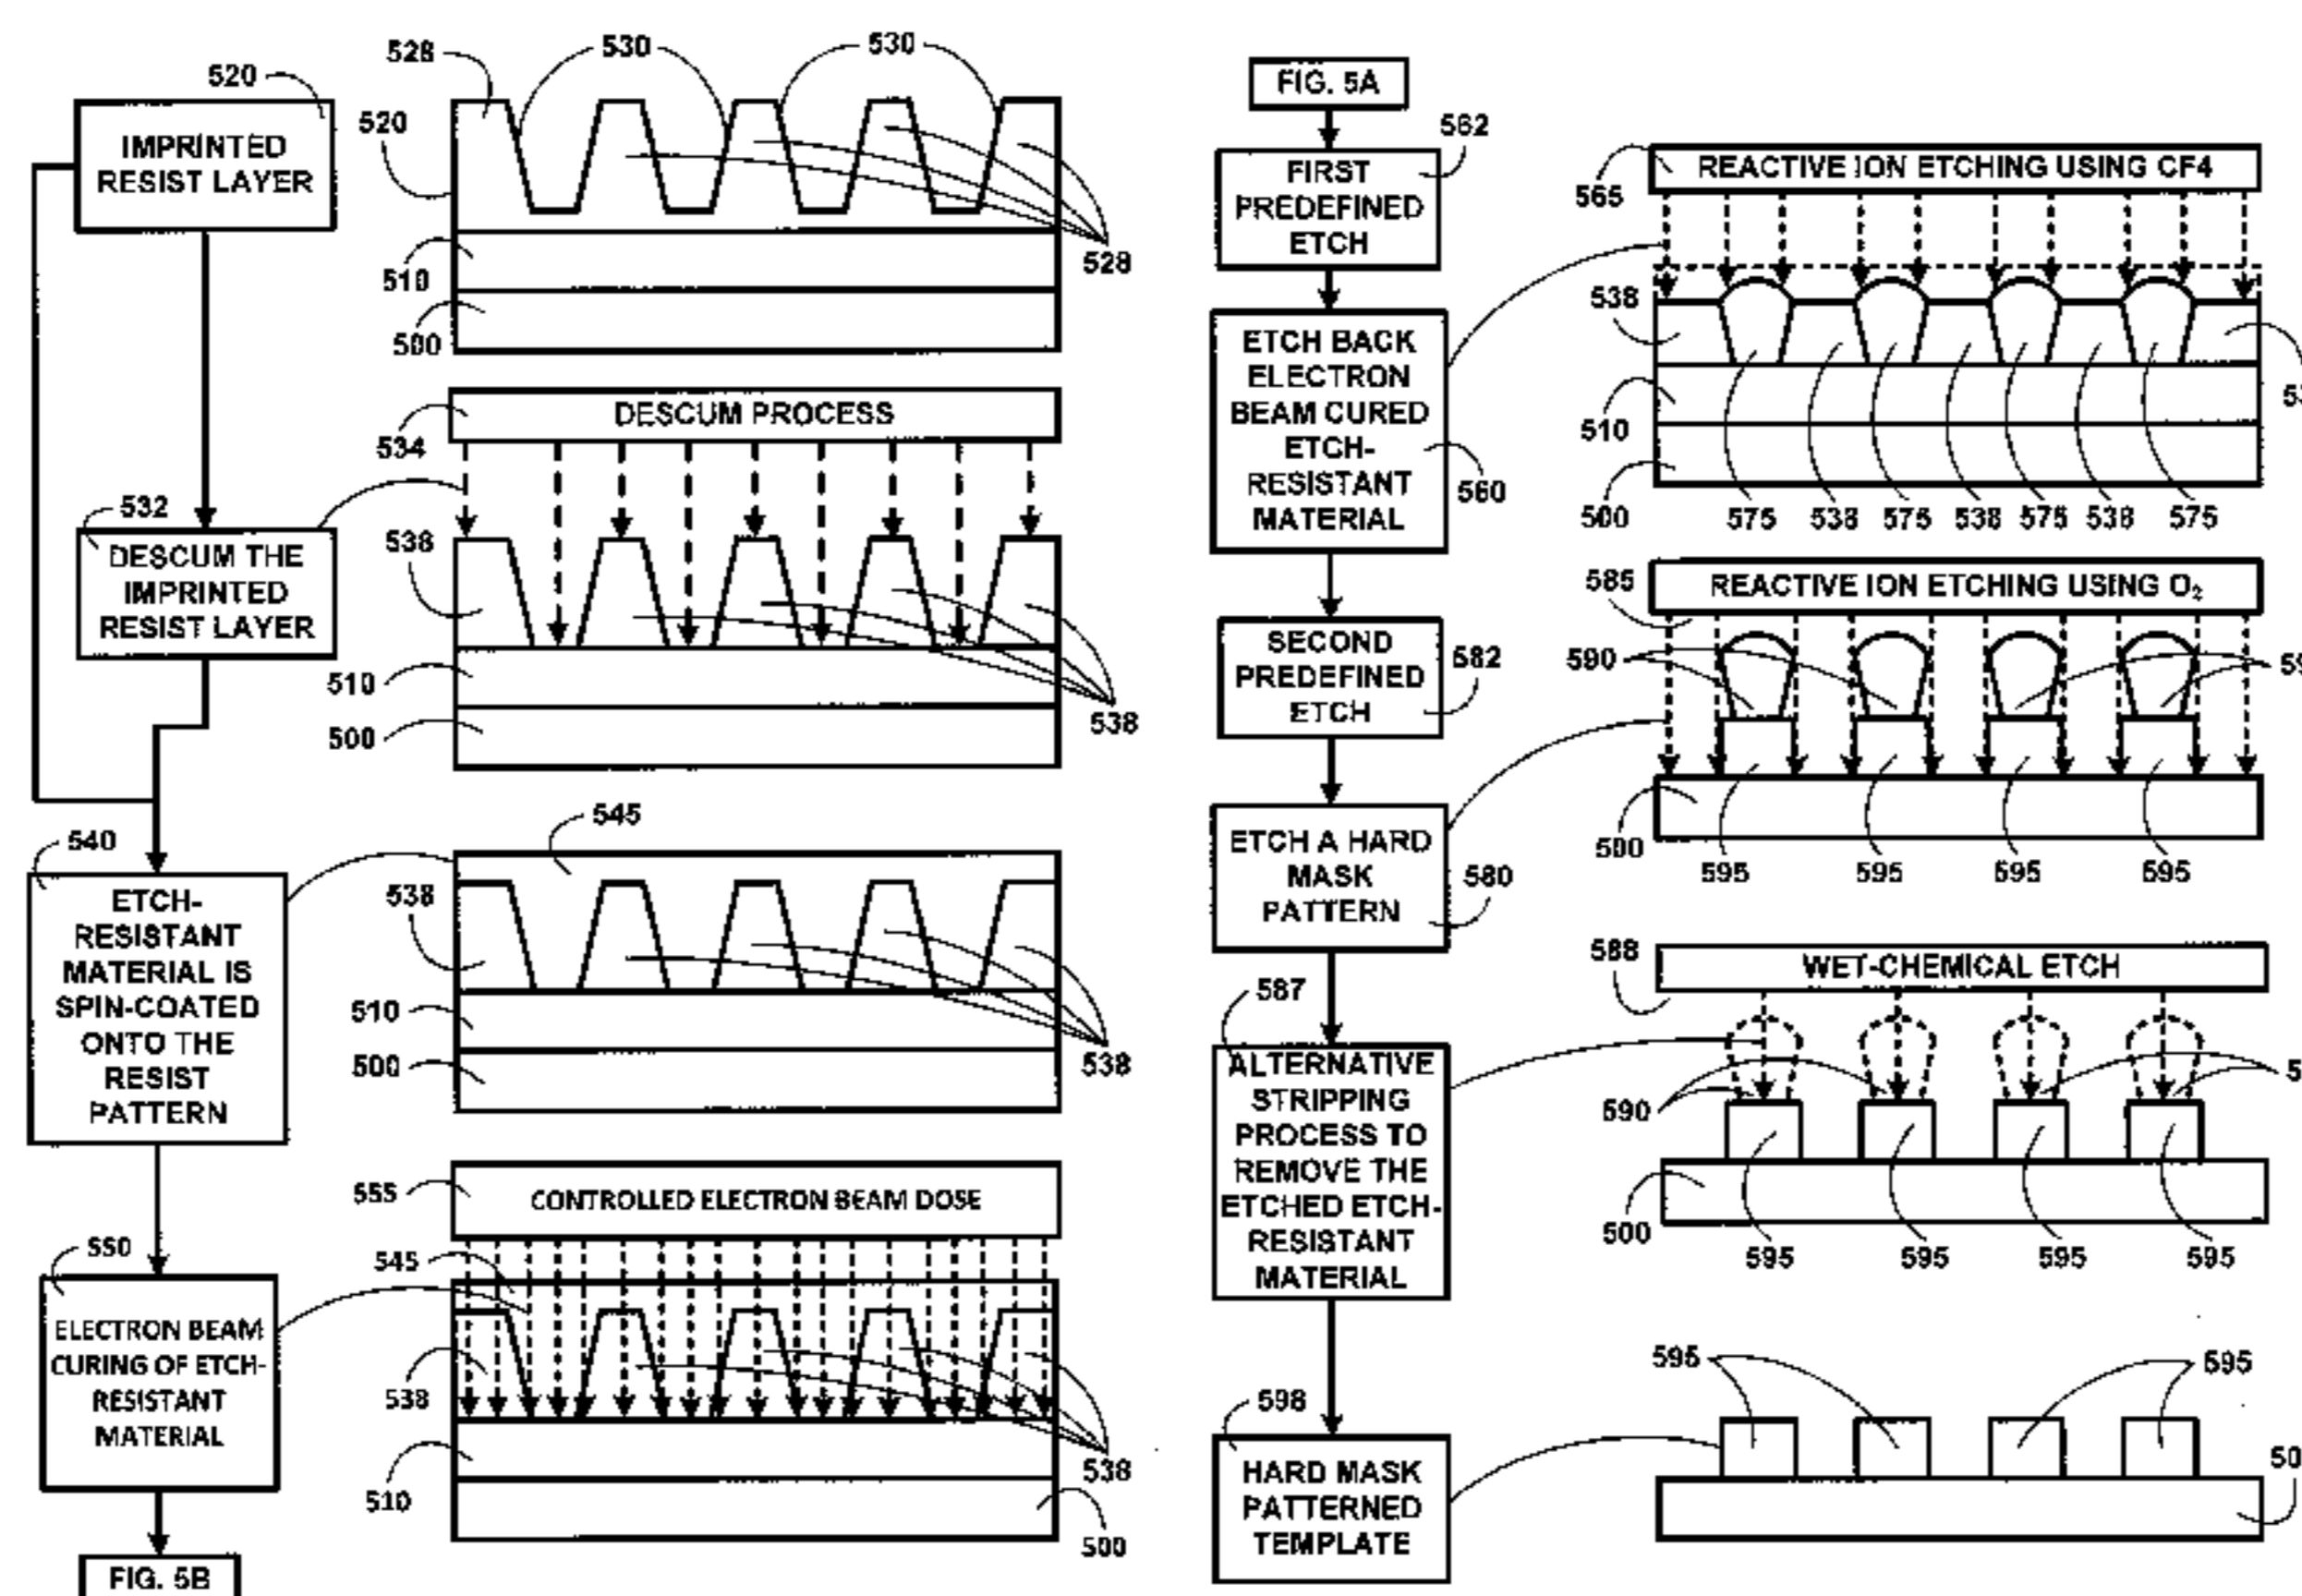 520
IMPRINTED
RESIST LAYER
528
530
530
520
510
500
528
532
DESCUM THE
IMPRINTED
RESIST LAYER
DESCUM PROCESS
534
538
510
500
538
540
ETCH-
RESISTANT
MATERIAL IS
SPIN-COATED
ONTO THE
RESIST
PATTERN
545
538
510
500
538
550
ELECTRON BEAM
CURING OF ETCH-
RESISTANT
MATERIAL
FIG. 5B
555
CONTROLLED ELECTRON BEAM DOSE
545
538
510
538
500
FIG. 5A
562
FIRST
PREDEFINED
ETCH
ETCH BACK
ELECTRON
BEAM CURED
ETCH-
RESISTANT
MATERIAL
560
REACTIVE ION ETCHING USING CF4
565
538
510
500
575 538 575 538 575 538 575
SECOND
PREDEFINED
ETCH
582
ETCH A HARD
MASK
PATTERN
580
585
REACTIVE ION ETCHING USING O₂
590
500
595 595 595 595
587
ALTERNATIVE
STRIPPING
PROCESS TO
REMOVE THE
ETCHED ETCH-
RESISTANT
MATERIAL
588
WET-CHEMICAL ETCH
590
500
595 595 595 595
598
HARD MASK
PATTERNED
TEMPLATE
595
595